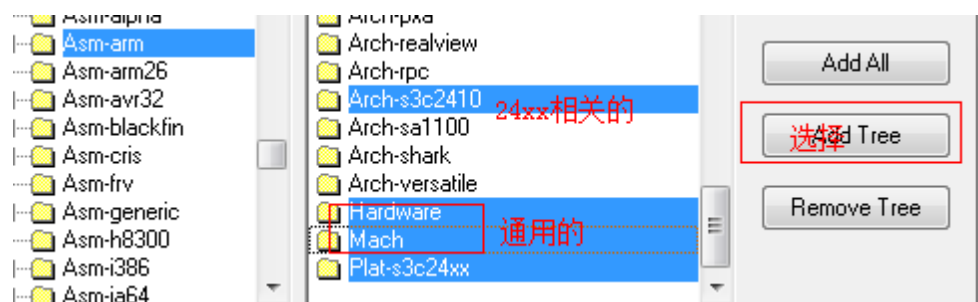 Asm-alpha
Asm-arm
Asm-arm26
Asm-avr32
Asm-blackfin
Asm-cris
Asm-frv
Asm-generic
Asm-h8300
Asm-i386
Asm-ia64
Arch-pxa
Arch-realview
Arch-rpc
Arch-s3c2410
24xx相关的
Arch-sa1100
Arch-shark
Arch-versatile
Hardware
Mach
通用的
Plat-s3c24xx
Add All
选择
Add Tree
Remove Tree